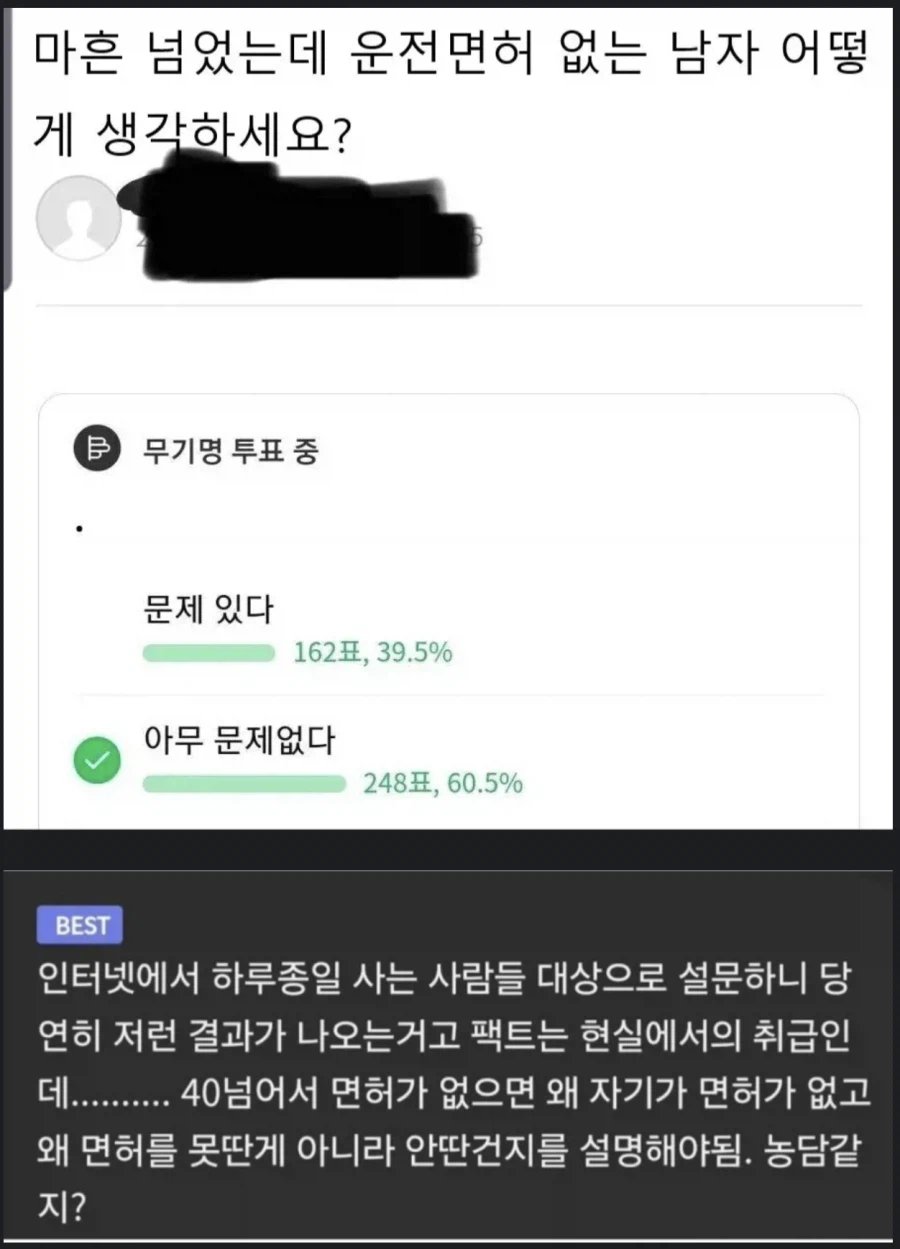 마흔 넘었는데 운전면허 없는 남자 어떻
게 생각하세요?
무기명 투표 중
.
문제 있다
162표, 39.5%
아무 문제없다
248표, 60.5%
BEST
인터넷에서 하루종일 사는 사람들 대상으로 설문하니 당
연히 저런 결과가 나오는거고 팩트는 현실에서의 취급인
데.......... 40넘어서 면허가 없으면 왜 자기가 면허가 없고
왜 면허를 못딴게 아니라 안딴건지를 설명해야됨. 농담같
지?